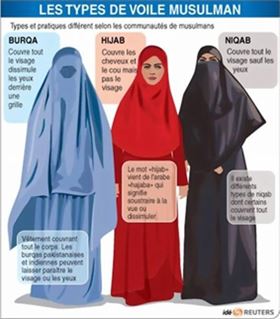 LES TYPES DE VOILE MUSULMAN
Types et pratiques différent selon les communautés de musulmans
BURQA
Couvre tout
le visage
dissimule
les yeux
derrière
une grille
HIJAB
Couvre les
cheveux et
le cou mais
pas le
visage
NIQAB
Couvre tout le
visage sauf les
yeux
Le mot «hijab»
vient de l'arabe
«hajaba» qui
signifie
soustraire à la
vue ou
dissimuler.
Il existe
différents
types de niqab
dont certains
couvrent tout
le visage
Vêtement couvrant
tout le corps. Les
burqas pakistanaises
et indiennes peuvent
laisser paraître le
visage ou les yeux
idé REUTERS